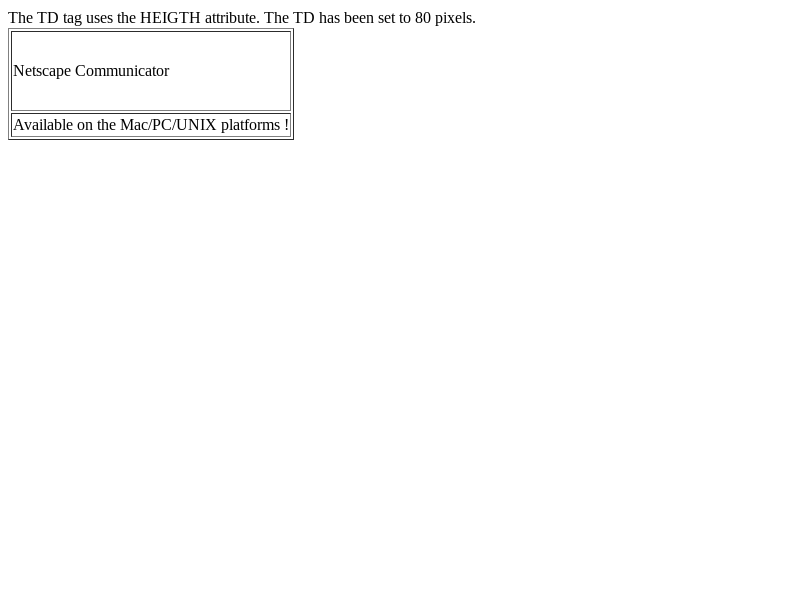 The TD tag uses the HEIGTH attribute. The TD has been set to 80 pixels.
Netscape Communicator
Available on the Mac/PC/UNIX platforms !